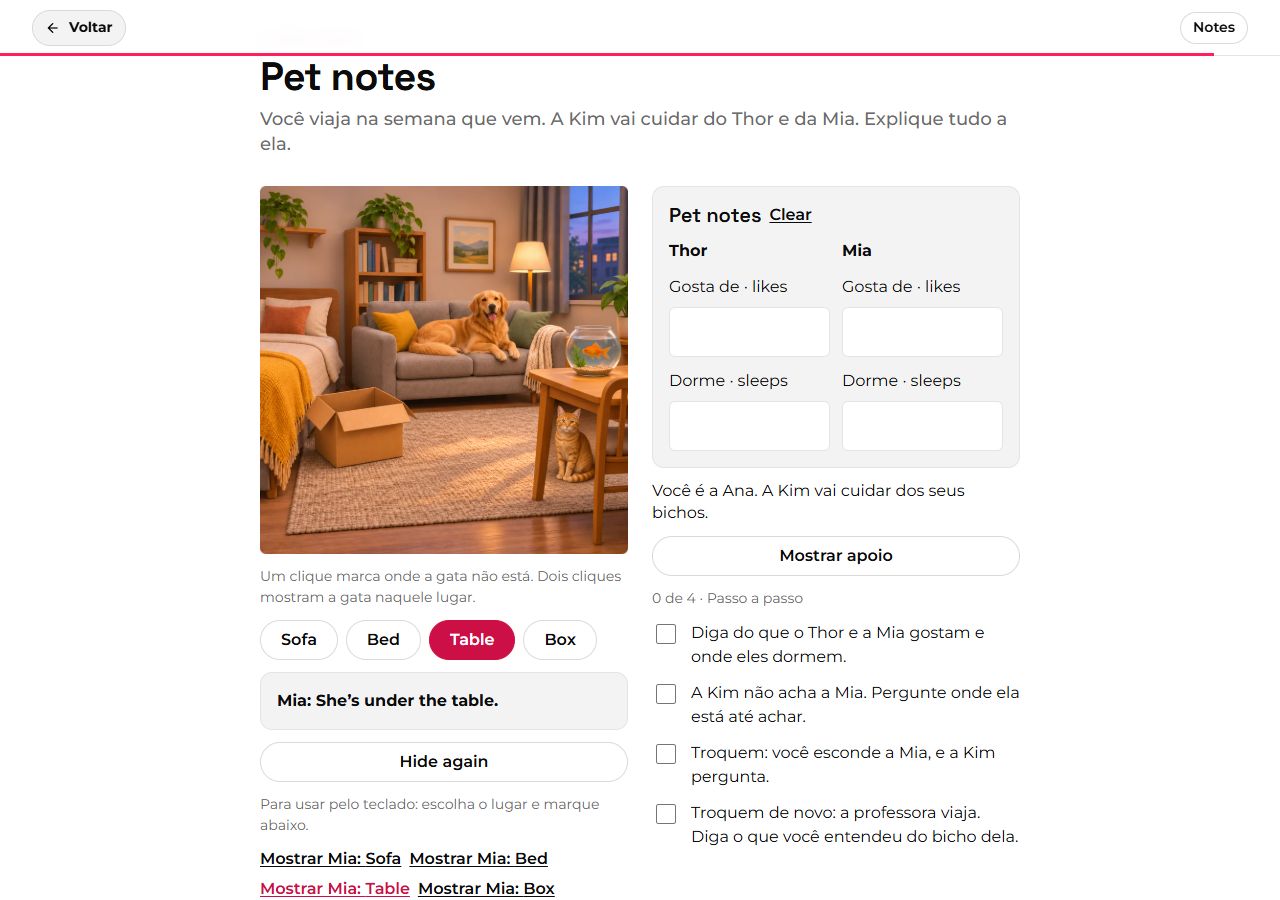 Voltar
Notes
Pet notes
Você viaja na semana que vem. A Kim vai cuidar do Thor e da Mia. Explique tudo a
ela.
Um clique marca onde a gata não está. Dois cliques
mostram a gata naquele lugar.
Sofa Bed Table Box
Mia: She’s under the table.
Hide again
Para usar pelo teclado: escolha o lugar e marque
abaixo.
Mostrar Mia: Sofa Mostrar Mia: Bed
Mostrar Mia: Table Mostrar Mia: Box
Pet notes Clear
Thor Mia
Gosta de · likes Gosta de · likes
Dorme · sleeps Dorme · sleeps
Você é a Ana. A Kim vai cuidar dos seus
bichos.
Mostrar apoio
0 de 4 · Passo a passo
Diga do que o Thor e a Mia gostam e
onde eles dormem.
A Kim não acha a Mia. Pergunte onde ela
está até achar.
Troquem: você esconde a Mia, e a Kim
pergunta.
Troquem de novo: a professora viaja.
Diga o que você entendeu do bicho dela.